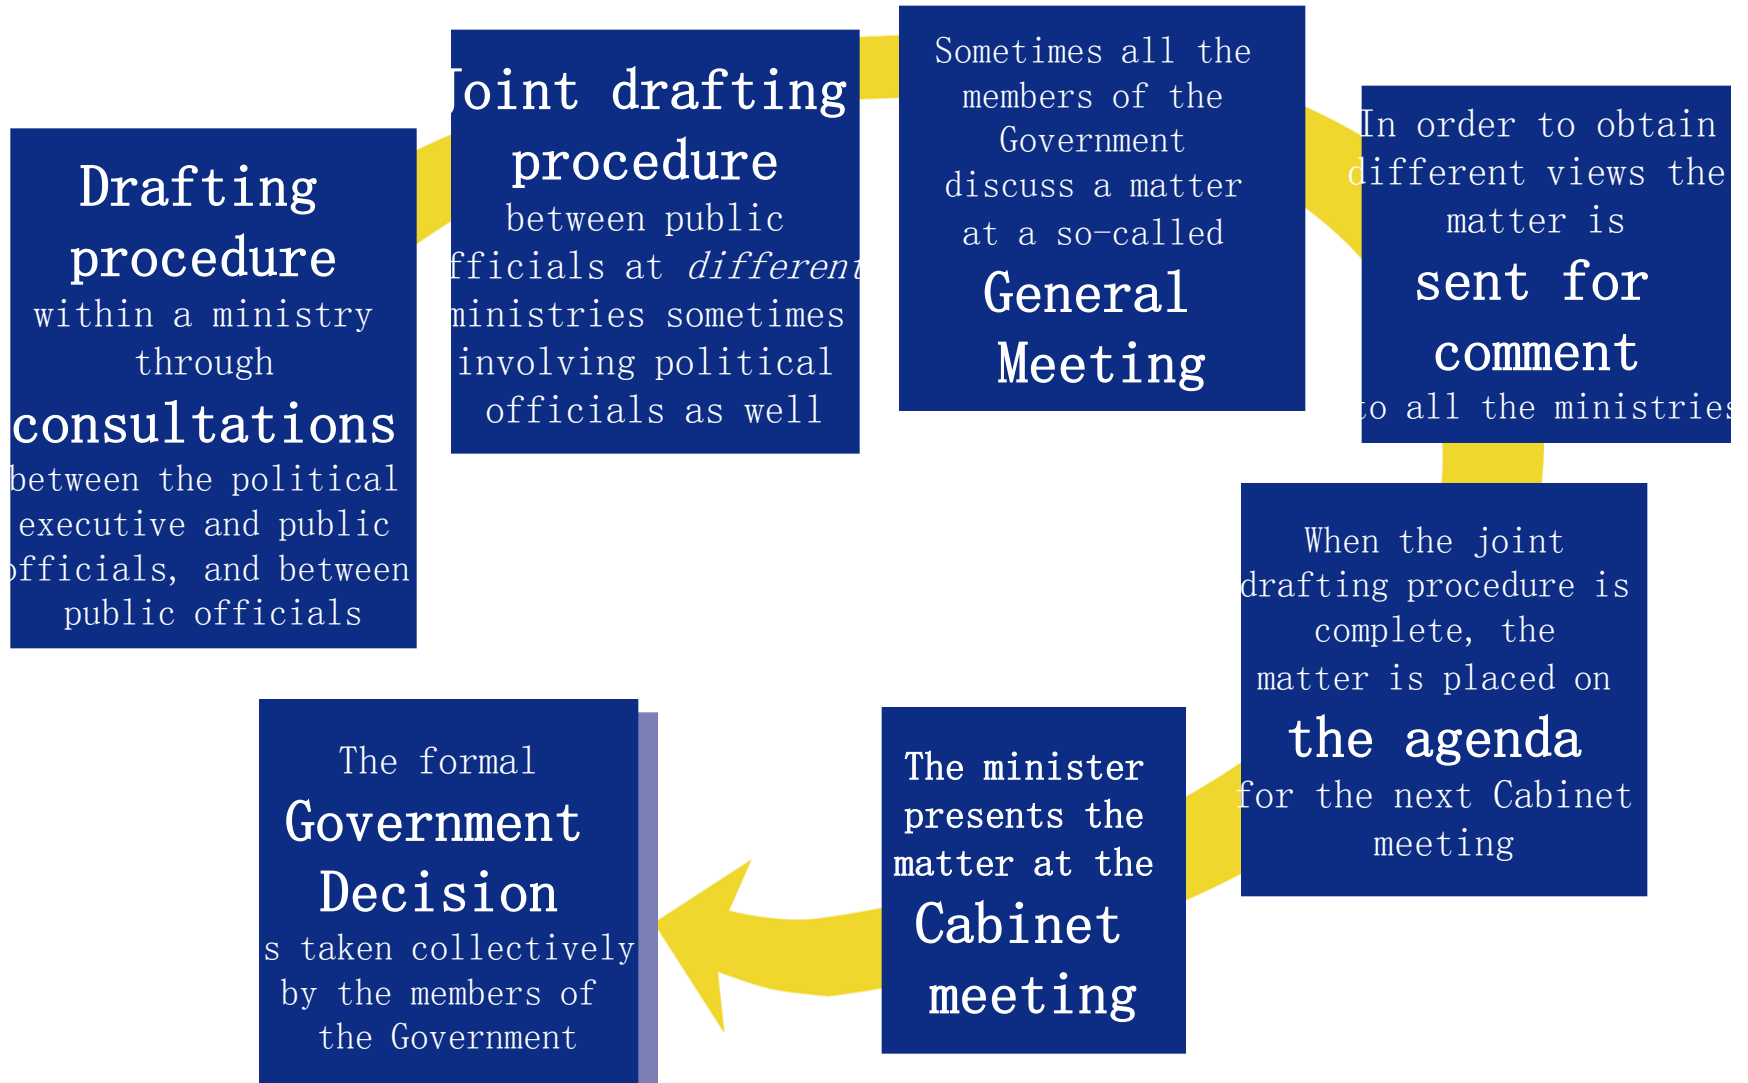 Drafting
procedure
within a ministry
through
consultations
between the political
executive and public
officials, and between
public officials
Joint drafting
procedure
between public
fficials at different
ministries sometimes
involving political
officials as well
Sometimes all the
members of the
Government
discuss a matter
at a so-called
General
Meeting
In order to obtain
different views the
matter is
sent for
comment
to all the ministries
When the joint
drafting procedure is
complete, the
matter is placed on
the agenda
for the next Cabinet
meeting
The minister
presents the
matter at the
Cabinet
meeting
The formal
Government
Decision
s taken collectively
by the members of
the Government